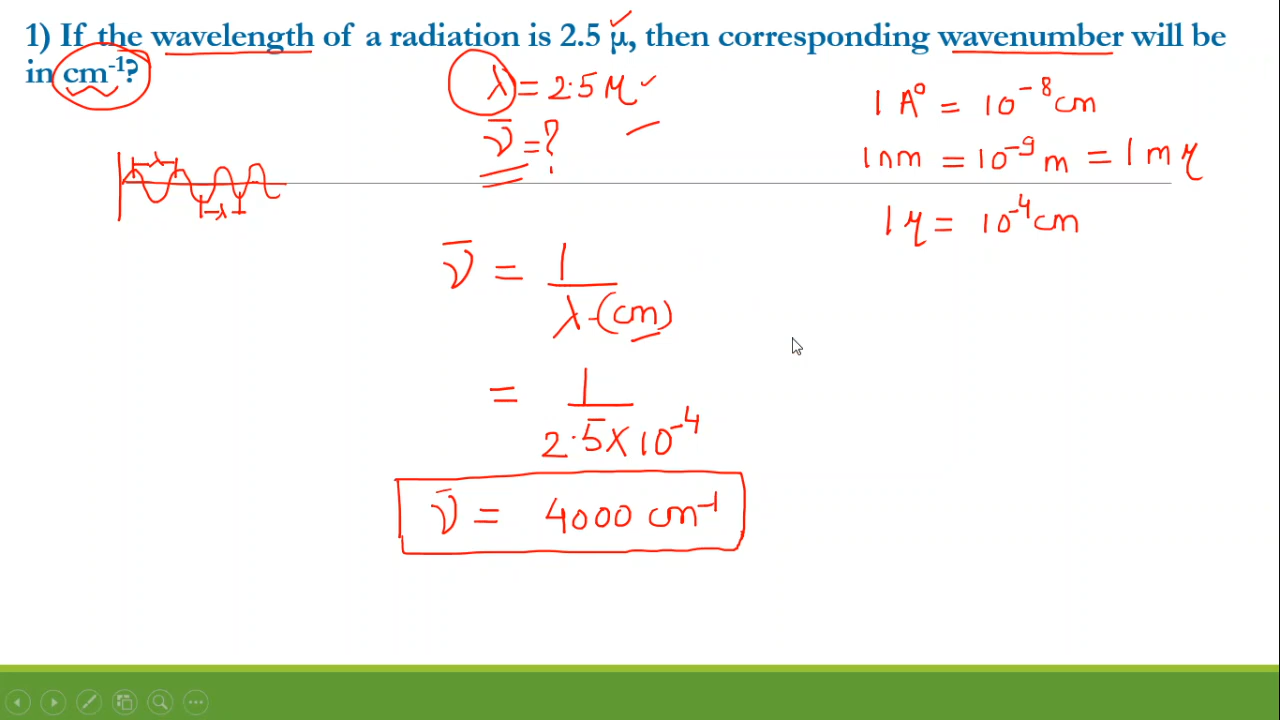 1) If the wavelength of a radiation is 2.5 μ, then corresponding wavenumber will be
in cm⁻¹?
λ = 2.5 μ ✓
ν̅ = ?
1 A⁰ = 10⁻⁸ cm
1 nm = 10⁻⁹ m = 1 m μ
1 μ = 10⁻⁴ cm
λ
λ
ν̅ = 1 / λ (cm)
= 1 / 2.5 × 10⁻⁴
ν̅ = 4000 cm⁻¹